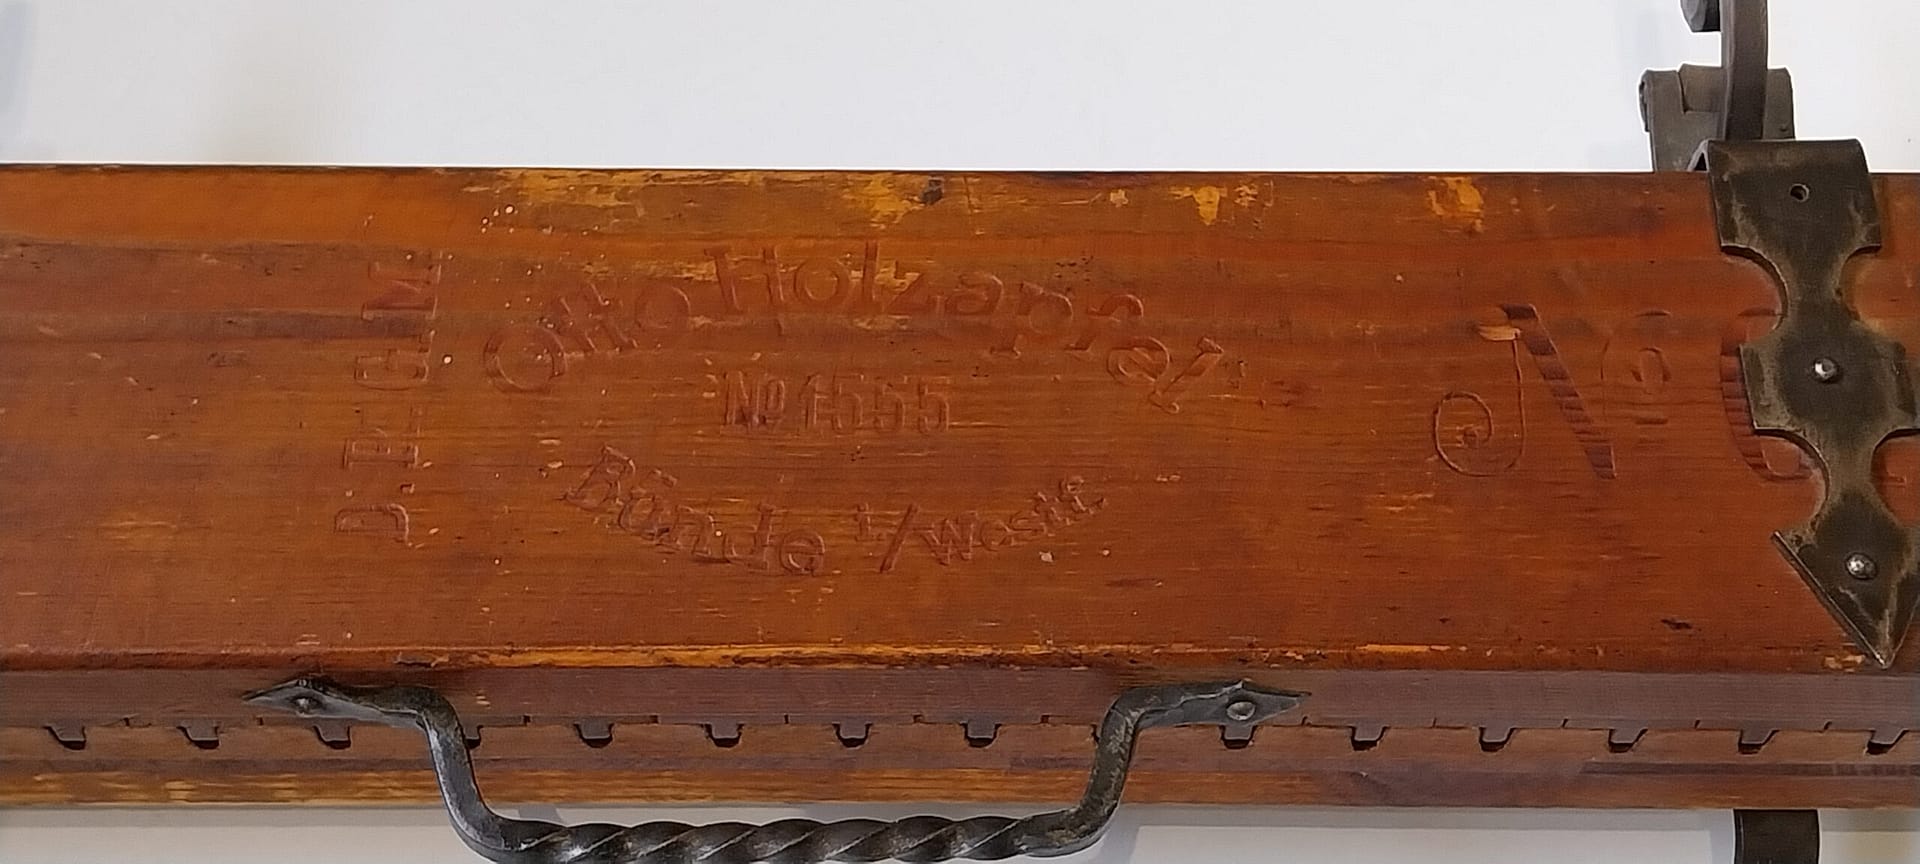 D.R.G.M
Otto Holzapfel
No 1555
Bünde i/Westf.
No